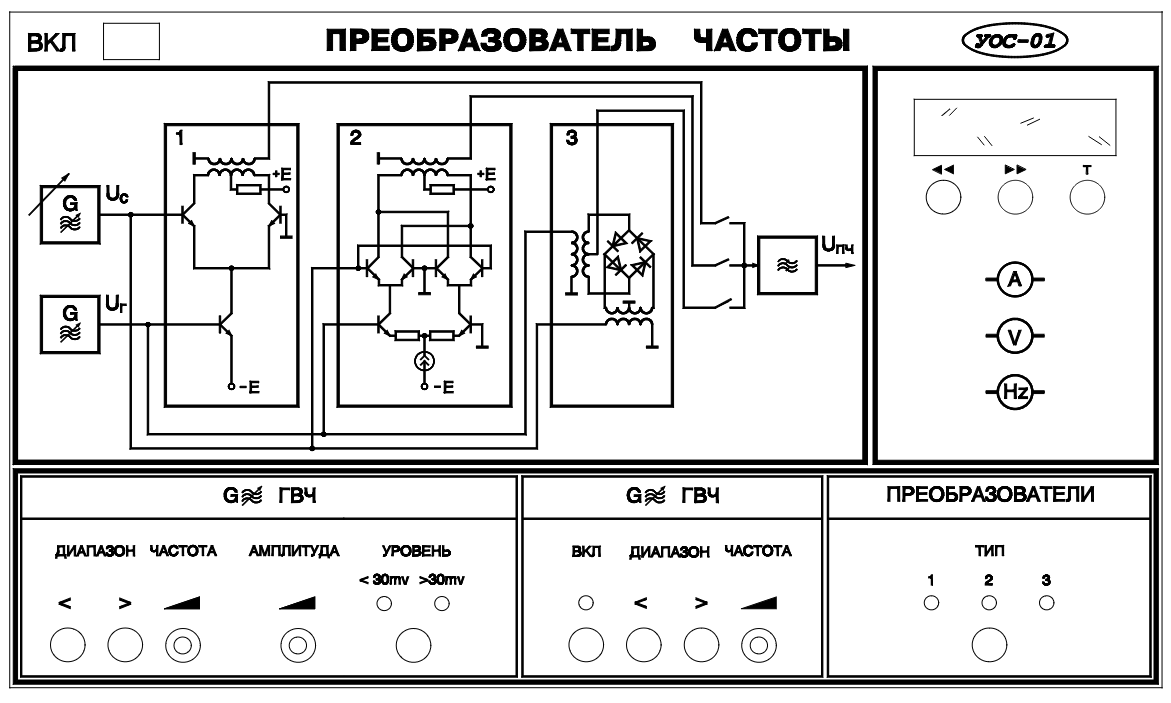 ВКЛ ПРЕОБРАЗОВАТЕЛЬ ЧАСТОТЫ УОС-01
1 2 3
+E +E
G Uс
G Uг
Uпч
-E -E
◄◄ ►► T
A
V
Hz
G ГВЧ G ГВЧ ПРЕОБРАЗОВАТЕЛИ
ДИАПАЗОН ЧАСТОТА АМПЛИТУДА УРОВЕНЬ ВКЛ ДИАПАЗОН ЧАСТОТА ТИП
< 30mv >30mv 1 2 3
< > < >